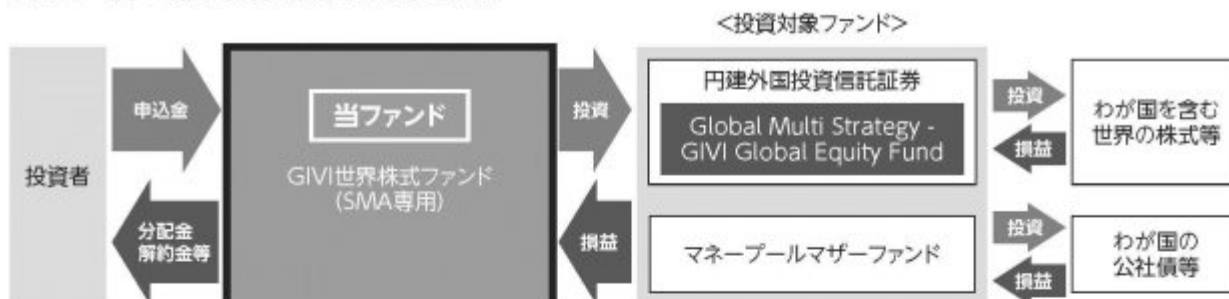 <投資対象ファンド>
投資者
申込金
分配金
解約金等
当ファンド
GIVI世界株式ファンド
(SMA専用)
投資
損益
円建外国投資信託証券
Global Multi Strategy -
GIVI Global Equity Fund
マネープールマザーファンド
投資
損益
わが国を含む
世界の株式等
投資
損益
わが国の
公社債等